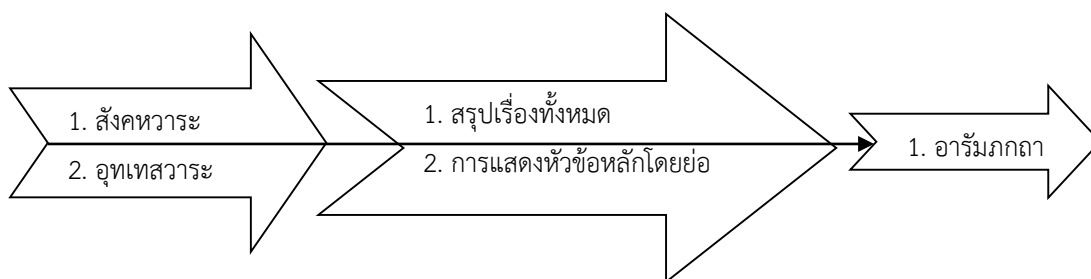 1. สังคหวาระ
2. อุทเทสวาระ
1. สรุปเรื่องทั้งหมด
2. การแสดงหัวข้อหลักโดยย่อ
1. อารัมภกถา